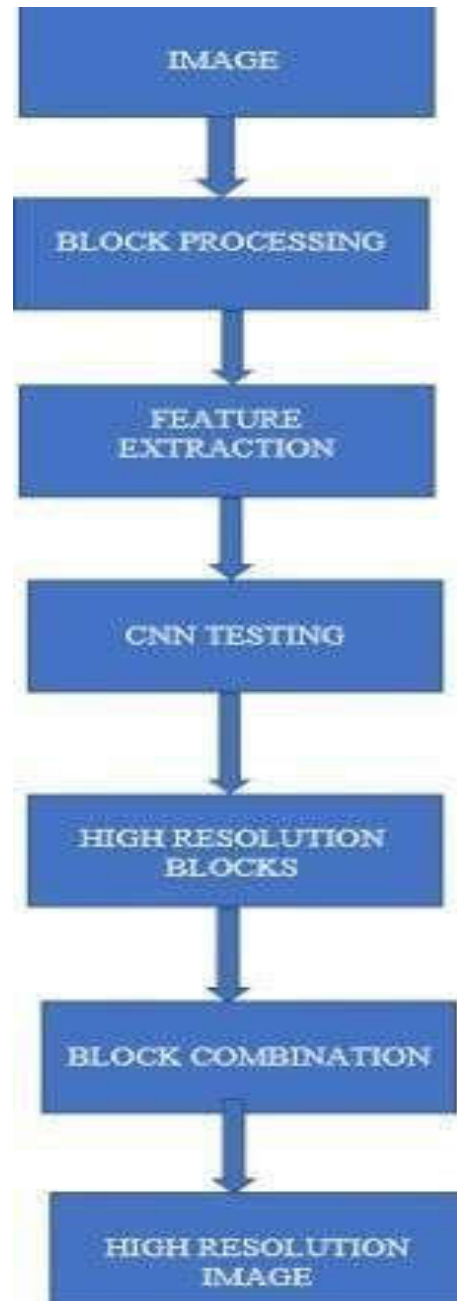 IMAGE
BLOCK PROCESSING
FEATURE
EXTRACTION
CNN TESTING
HIGH RESOLUTION
BLOCKS
BLOCK COMBINATION
HIGH RESOLUTION
IMAGE